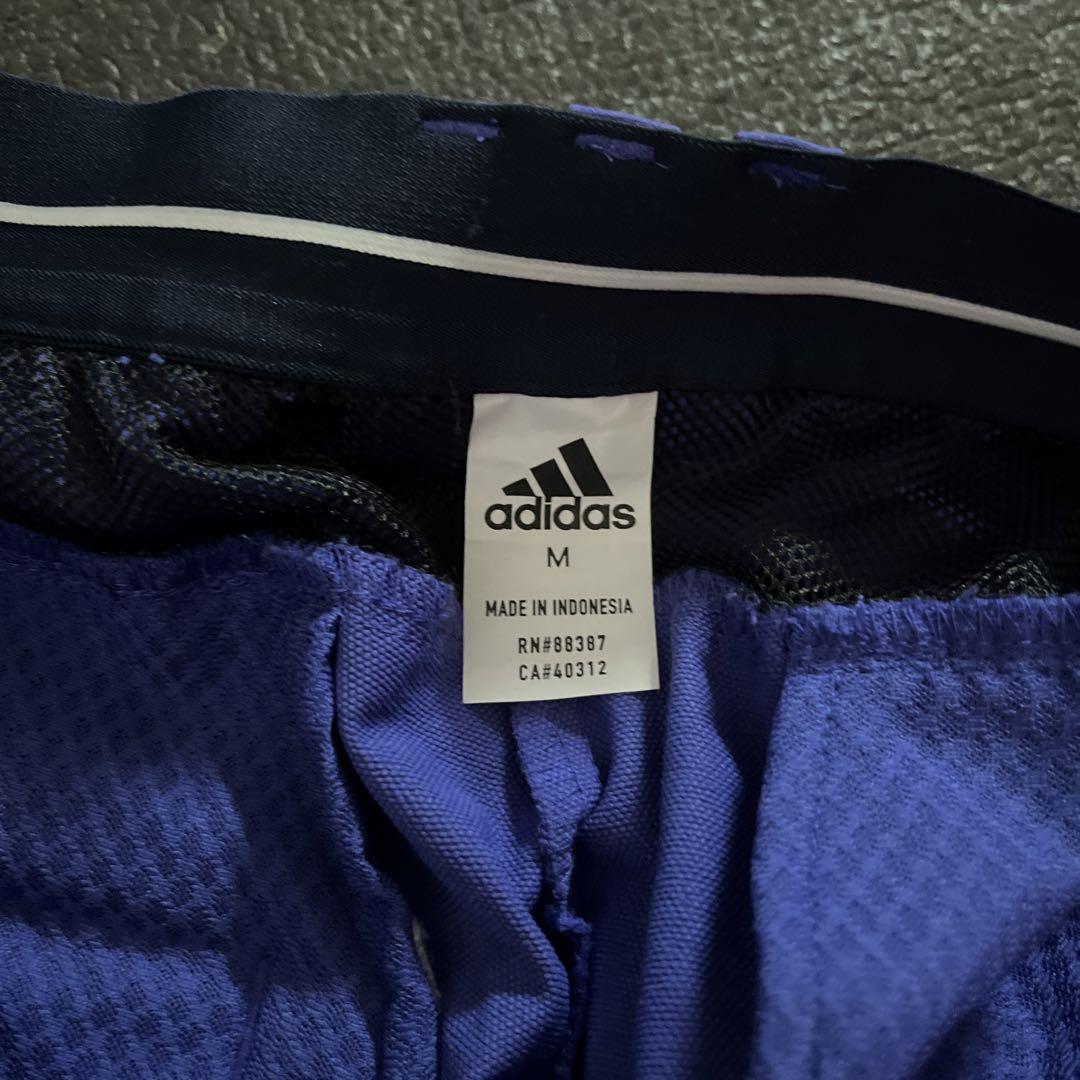 adidas
M
MADE IN INDONESIA
RN#88387
CA#40312